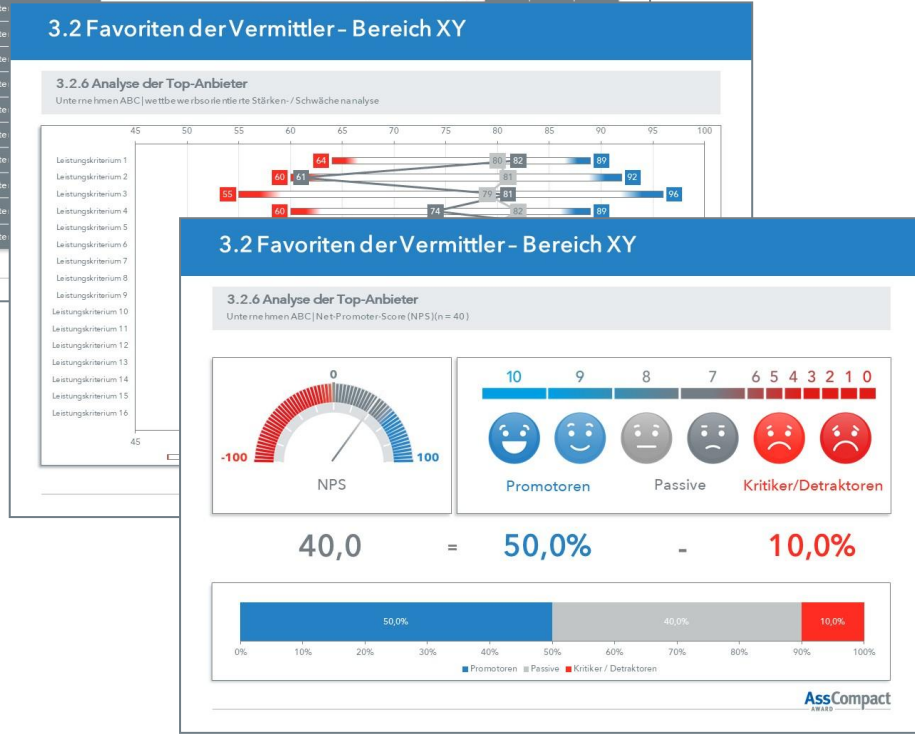 3.2 Favoriten der Vermittler – Bereich XY
3.2.6 Analyse der Top-Anbieter
Unternehmen ABC | wettbewerbsorientierte Stärken- / Schwächenanalyse
45 50 55 60 65 70 75 80 85 90 95 100
Leistungskriterium 1 64 80 82 89
Leistungskriterium 2 60 61 81 92
Leistungskriterium 3 55 79 81 96
Leistungskriterium 4 60 74 82 89
Leistungskriterium 5
Leistungskriterium 6
Leistungskriterium 7
Leistungskriterium 8
Leistungskriterium 9
Leistungskriterium 10
Leistungskriterium 11
Leistungskriterium 12
Leistungskriterium 13
Leistungskriterium 14
Leistungskriterium 15
Leistungskriterium 16
45
3.2 Favoriten der Vermittler – Bereich XY
3.2.6 Analyse der Top-Anbieter
Unternehmen ABC | Net-Promoter-Score (NPS) (n = 40)
0
-100 100
NPS
10 9 8 7 6 5 4 3 2 1 0
Promotoren Passive Kritiker/Detraktoren
40,0 = 50,0% - 10,0%
50,0% 40,0% 10,0%
0% 10% 20% 30% 40% 50% 60% 70% 80% 90% 100%
Promotoren Passive Kritiker / Detraktoren
AssCompact
AWARD